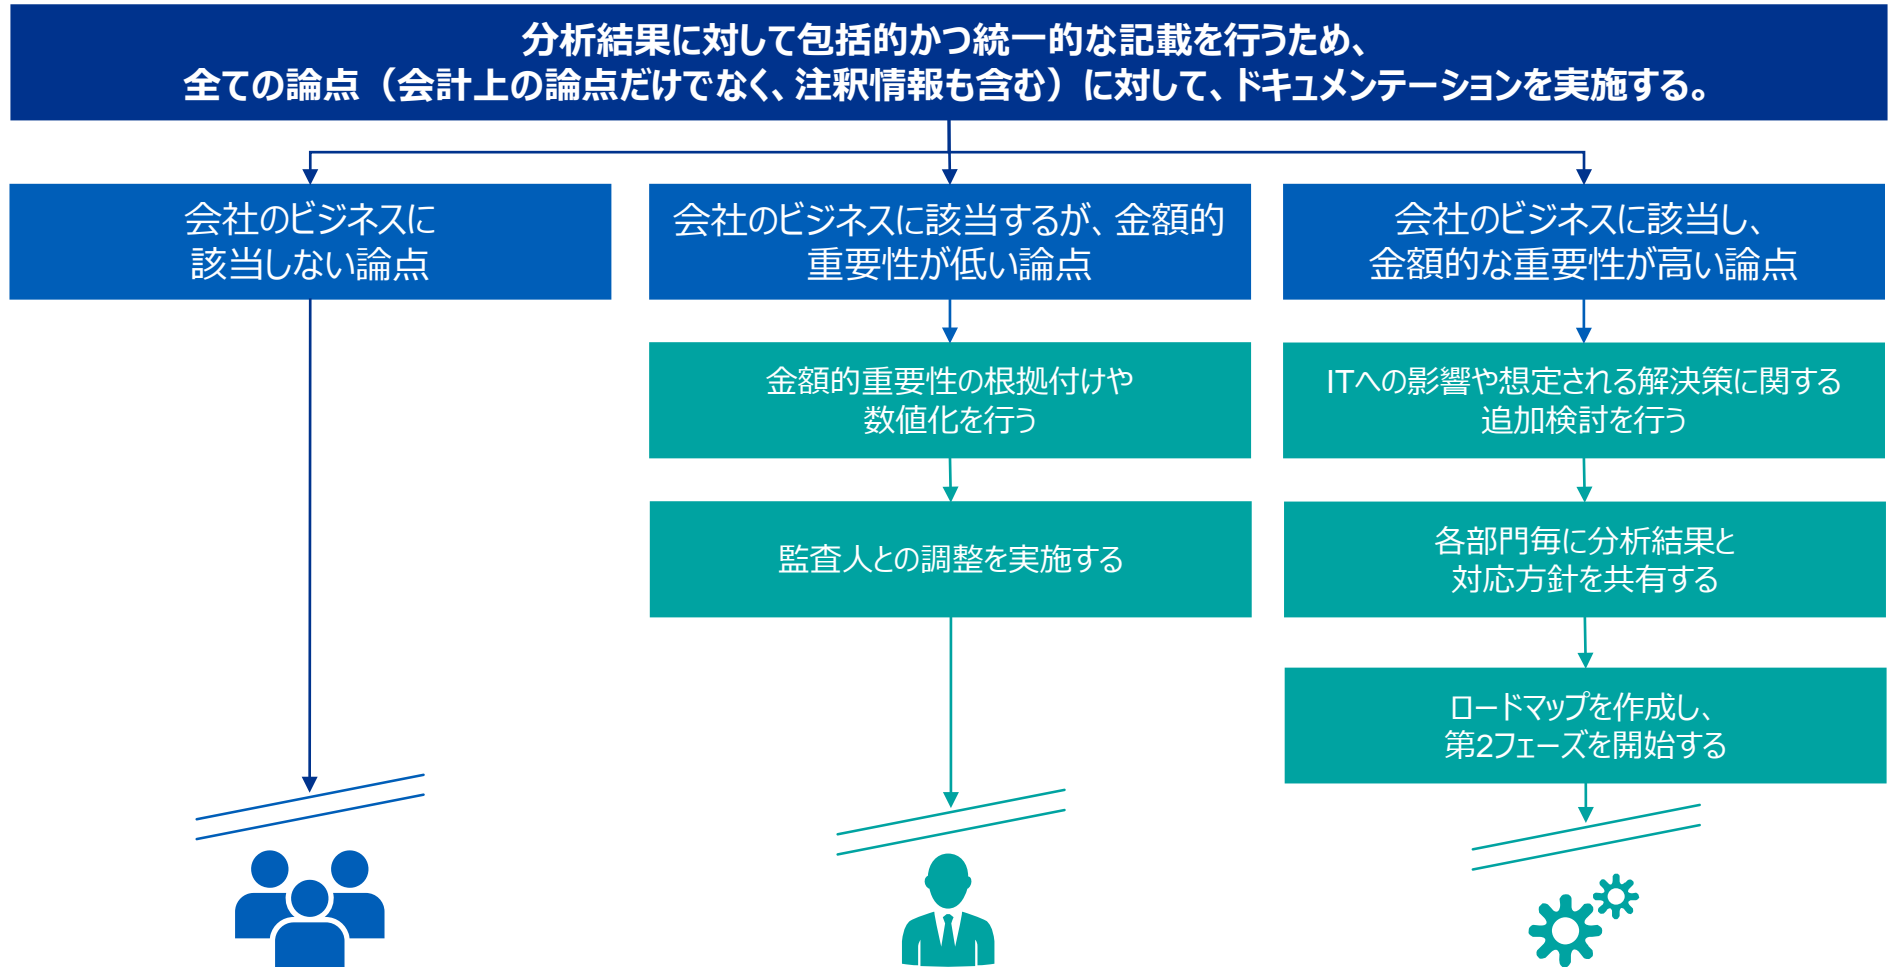 分析結果に対して包括的かつ統一的な記載を行うため、
全ての論点（会計上の論点だけでなく、注釈情報も含む）に対して、ドキュメンテーションを実施する。
会社のビジネスに
該当しない論点
会社のビジネスに該当するが、金額的
重要性が低い論点
会社のビジネスに該当し、
金額的な重要性が高い論点
金額的重要性の根拠付けや
数値化を行う
ITへの影響や想定される解決策に関する
追加検討を行う
監査人との調整を実施する
各部門毎に分析結果と
対応方針を共有する
ロードマップを作成し、
第2フェーズを開始する